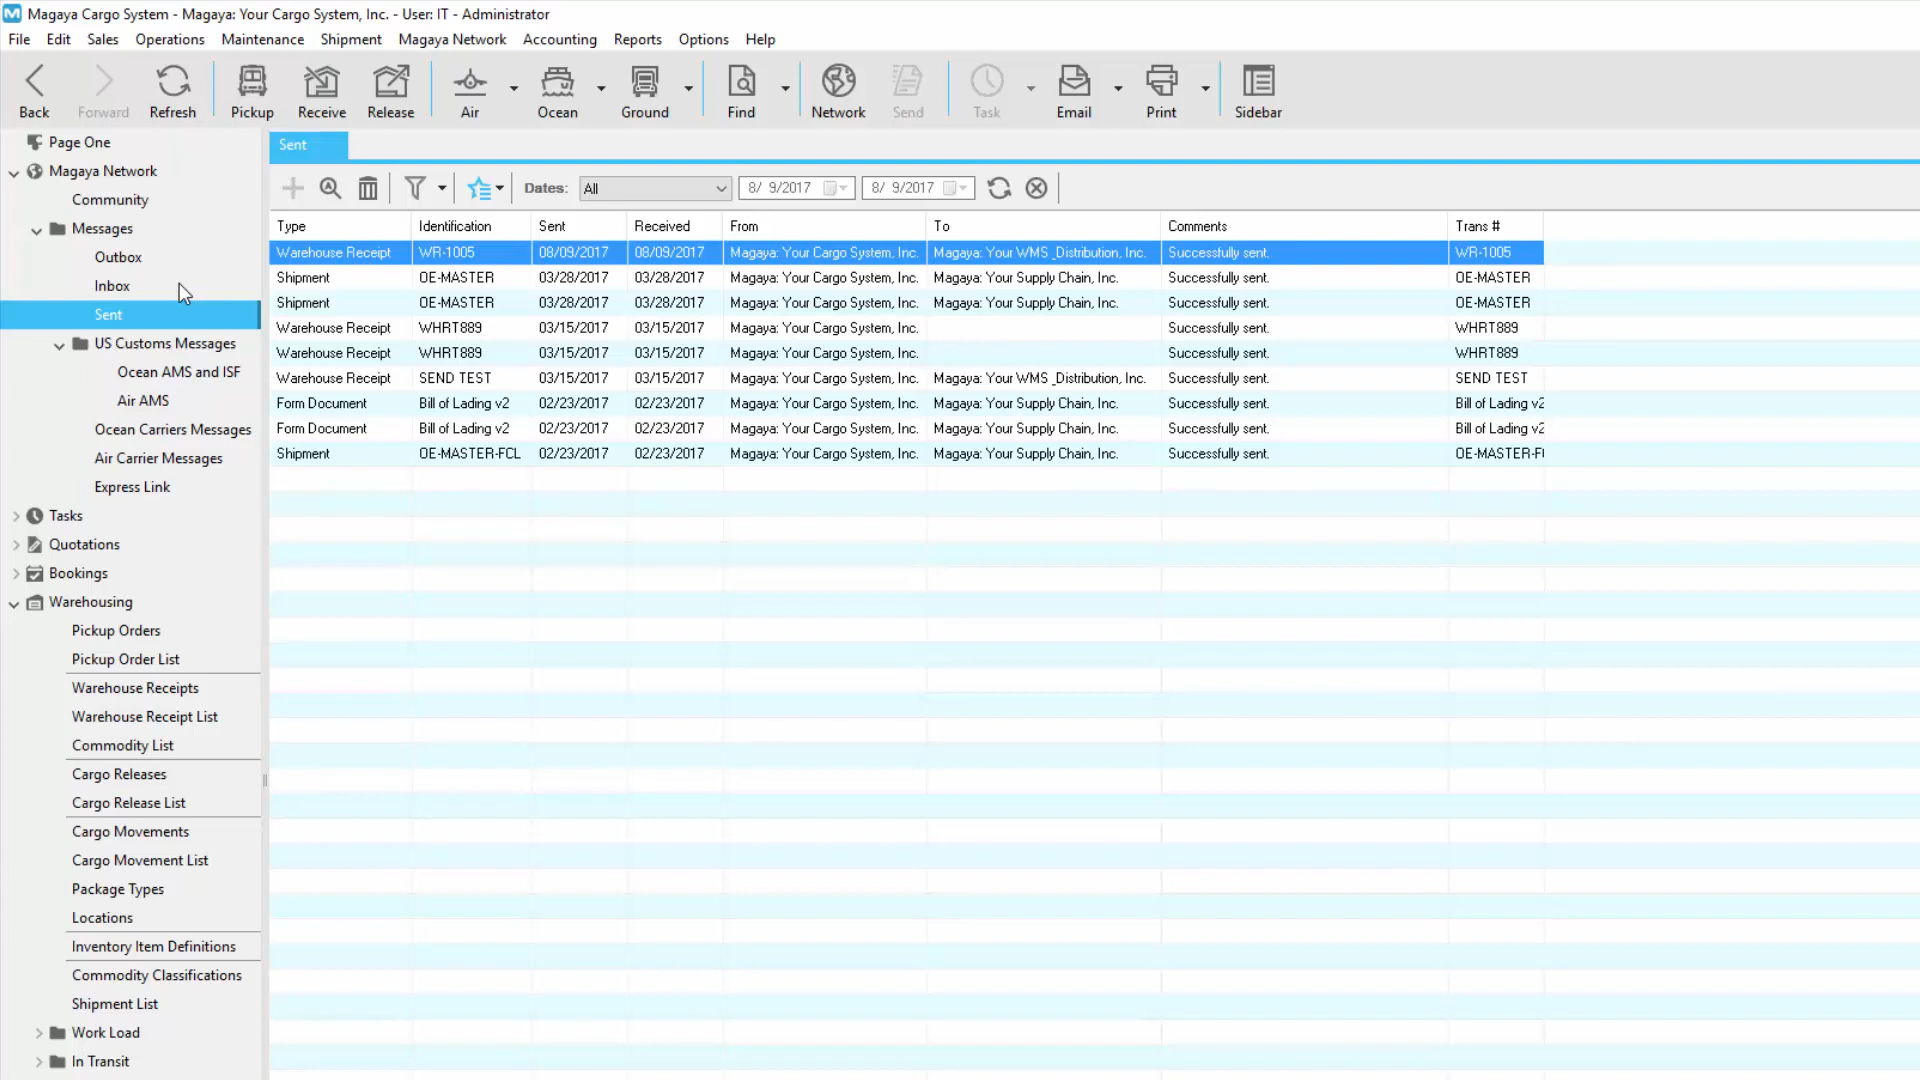 Magaya Cargo System - Magaya: Your Cargo System, Inc. - User: IT - Administrator
File Edit Sales Operations Maintenance Shipment Magaya Network Accounting Reports Options Help
Back Forward Refresh Pickup Receive Release Air Ocean Ground Find Network Send Task Email Print Sidebar
Page One
Magaya Network
Community
Messages
Outbox
Inbox
Sent
US Customs Messages
Ocean AMS and ISF
Air AMS
Ocean Carriers Messages
Air Carrier Messages
Express Link
Tasks
Quotations
Bookings
Warehousing
Pickup Orders
Pickup Order List
Warehouse Receipts
Warehouse Receipt List
Commodity List
Cargo Releases
Cargo Release List
Cargo Movements
Cargo Movement List
Package Types
Locations
Inventory Item Definitions
Commodity Classifications
Shipment List
Work Load
In Transit
Sent
Dates: All 8/ 9/2017 8/ 9/2017
Type Identification Sent Received From To Comments Trans #
Warehouse Receipt WR-1005 08/09/2017 08/09/2017 Magaya: Your Cargo System, Inc. Magaya: Your WMS _Distribution, Inc. Successfully sent. WR-1005
Shipment OE-MASTER 03/28/2017 03/28/2017 Magaya: Your Cargo System, Inc. Magaya: Your Supply Chain, Inc. Successfully sent. OE-MASTER
Shipment OE-MASTER 03/28/2017 03/28/2017 Magaya: Your Cargo System, Inc. Magaya: Your Supply Chain, Inc. Successfully sent. OE-MASTER
Warehouse Receipt WHRT889 03/15/2017 03/15/2017 Magaya: Your Cargo System, Inc. Successfully sent. WHRT889
Warehouse Receipt WHRT889 03/15/2017 03/15/2017 Magaya: Your Cargo System, Inc. Successfully sent. WHRT889
Warehouse Receipt SEND TEST 03/15/2017 03/15/2017 Magaya: Your Cargo System, Inc. Magaya: Your WMS _Distribution, Inc. Successfully sent. SEND TEST
Form Document Bill of Lading v2 02/23/2017 02/23/2017 Magaya: Your Cargo System, Inc. Magaya: Your Supply Chain, Inc. Successfully sent. Bill of Lading v2
Form Document Bill of Lading v2 02/23/2017 02/23/2017 Magaya: Your Cargo System, Inc. Magaya: Your Supply Chain, Inc. Successfully sent. Bill of Lading v2
Shipment OE-MASTER-FCL 02/23/2017 02/23/2017 Magaya: Your Cargo System, Inc. Magaya: Your Supply Chain, Inc. Successfully sent. OE-MASTER-F